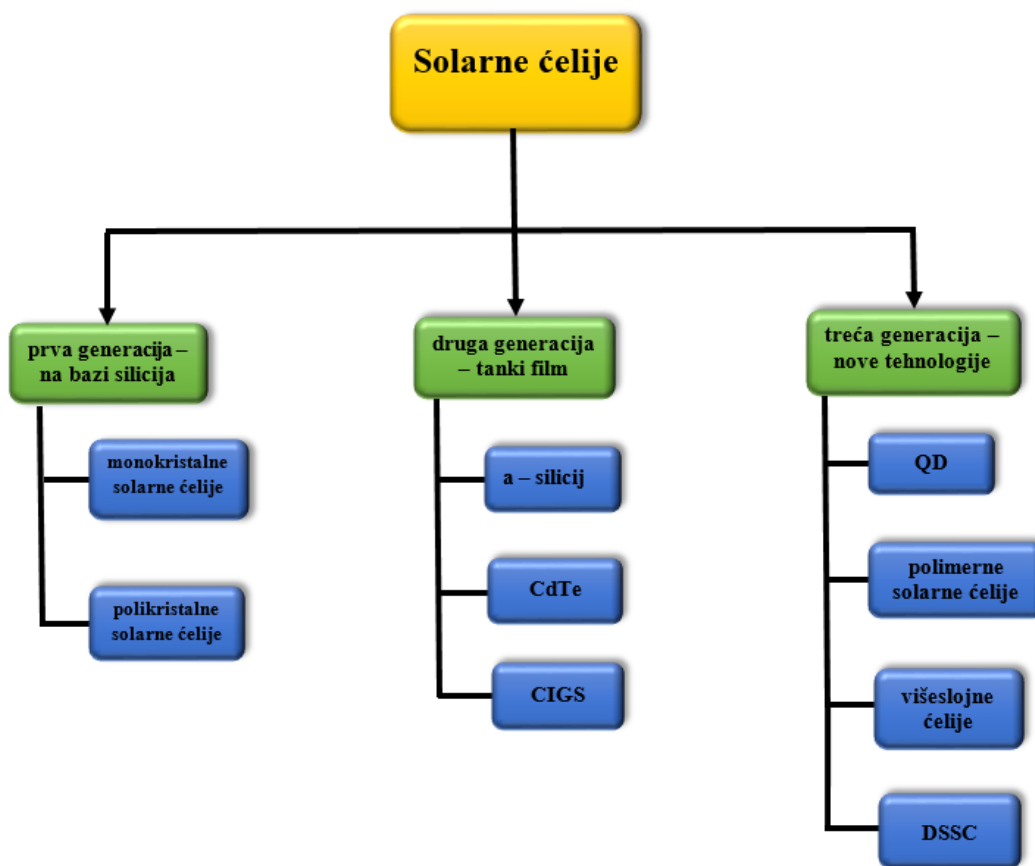 Solarne ćelije
prva generacija –
na bazi silicija
monokristalne
solarne ćelije
polikristalne
solarne ćelije
druga generacija
– tanki film
a – silicij
CdTe
CIGS
treća generacija –
nove tehnologije
QD
polimerne
solarne ćelije
višeslojne
ćelije
DSSC